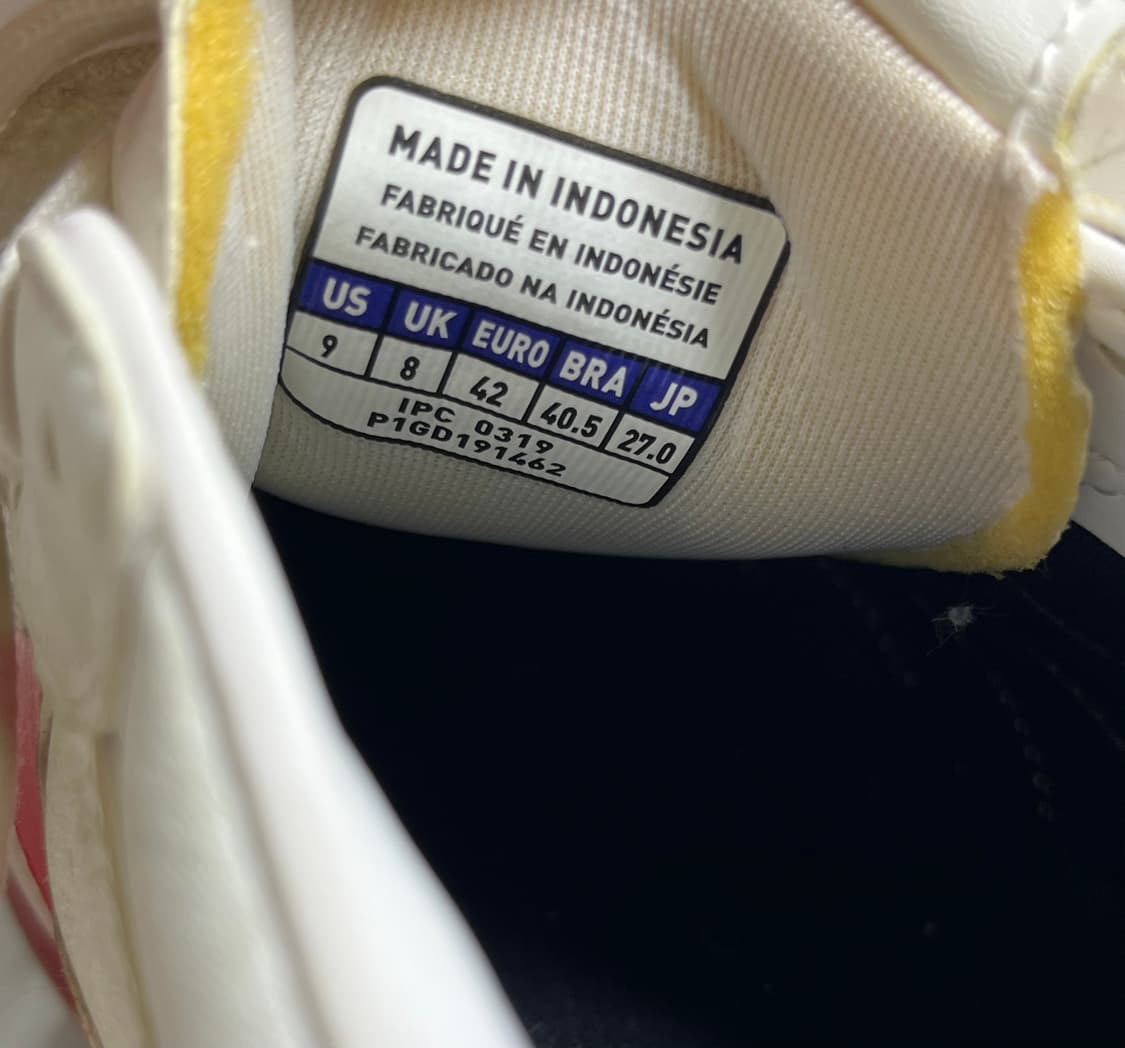 MADE IN INDONESIA
FABRIQUÉ EN INDONÉSIE
FABRICADO NA INDONÉSIA
US UK EURO BRA JP
9 8 42 40.5 27.0
IPC 0319
P1GD191462